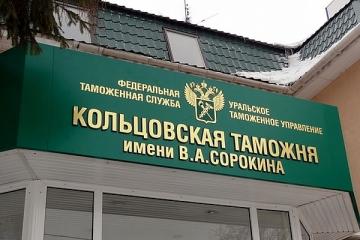 ФЕДЕРАЛЬНАЯ
ТАМОЖЕННАЯ СЛУЖБА
УРАЛЬСКОЕ
ТАМОЖЕННОЕ УПРАВЛЕНИЕ
КОЛЬЦОВСКАЯ ТАМОЖНЯ
ИМЕНИ В.А.СОРОКИНА